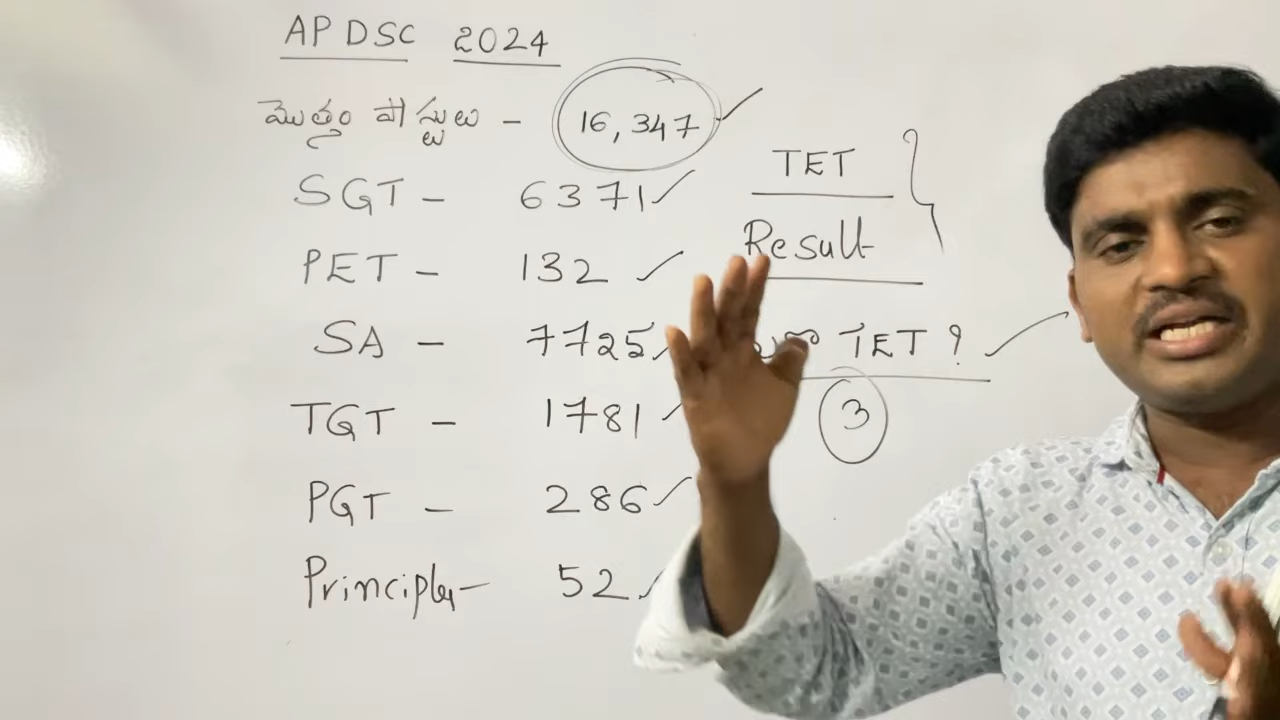 AP DSC 2024
మొత్తం పోస్టులు - 16,347
SGT - 6371
PET - 132
SA - 7725
TGT - 1781
PGT - 286
Principle - 52
TET
Result
TET ?
3